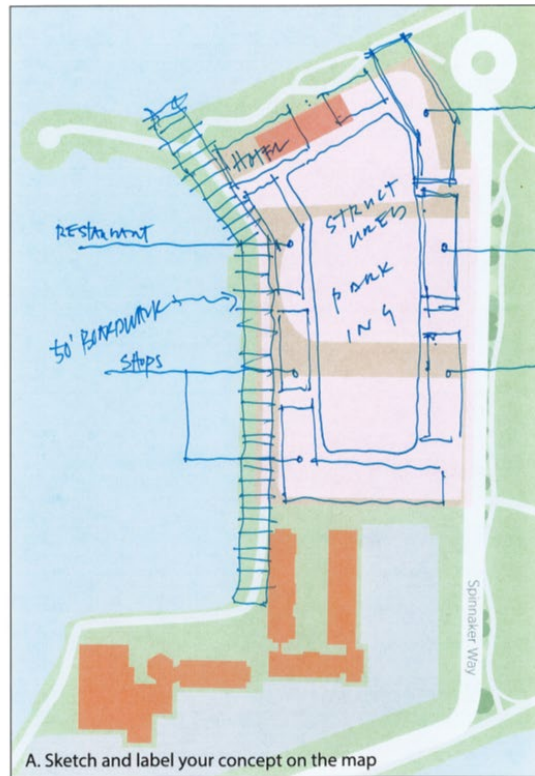 HOTEL
STRUCT
URED
PARK
ING
RESTAURANT
50' BOARDWALK
SHOPS
Spinnaker Way
A. Sketch and label your concept on the map